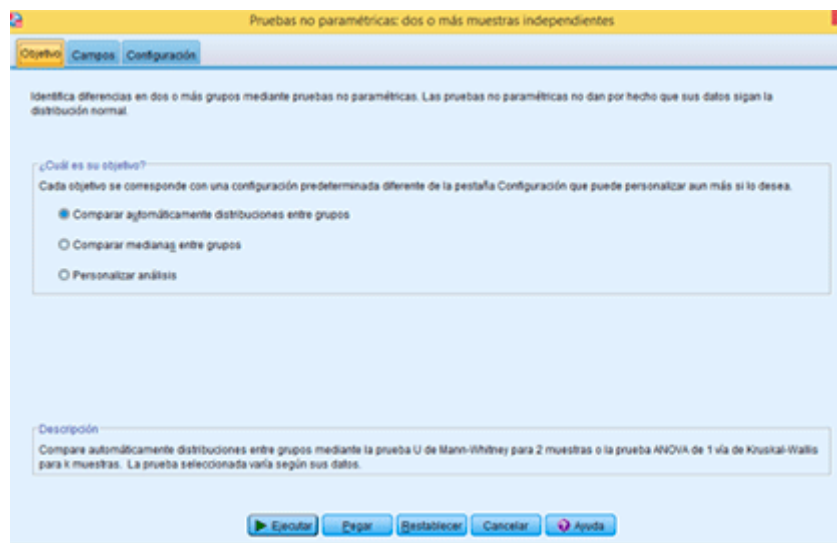 Pruebas no paramétricas: dos o más muestras independientes
Objetivo Campos Configuración
Identifica diferencias en dos o más grupos mediante pruebas no paramétricas. Las pruebas no paramétricas no dan por hecho que sus datos sigan la
distribución normal.
¿Cuál es su objetivo?
Cada objetivo se corresponde con una configuración predeterminada diferente de la pestaña Configuración que puede personalizar aun más si lo desea.
Comparar automáticamente distribuciones entre grupos
Comparar medianas entre grupos
Personalizar análisis
Descripción
Compare automáticamente distribuciones entre grupos mediante la prueba U de Mann-Whitney para 2 muestras o la prueba ANOVA de 1 vía de Kruskal-Wallis
para k muestras. La prueba seleccionada varía según sus datos.
Ejecutar Pegar Restablecer Cancelar Ayuda